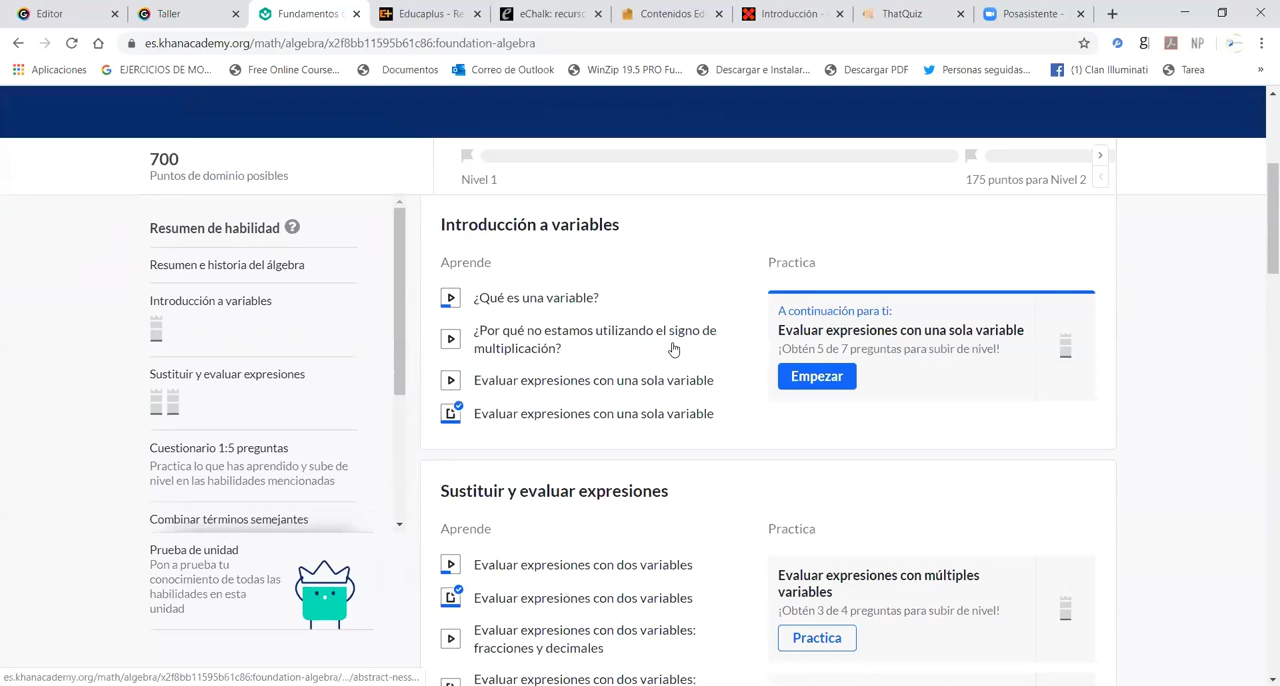 Editor
Taller
Fundamentos d
Educaplus - Re
eChalk: recurso
Contenidos Ed
Introducción -
ThatQuiz
Posasistente -
es.khanacademy.org/math/algebra/x2f8bb11595b61c86:foundation-algebra
Aplicaciones
EJERCICIOS DE MO...
Free Online Course...
Documentos
Correo de Outlook
WinZip 19.5 PRO Fu...
Descargar e Instalar...
Descargar PDF
Personas seguidas...
(1) Clan Illuminati
Tarea
»
700
Puntos de dominio posibles
Nivel 1
175 puntos para Nivel 2
Resumen de habilidad
Resumen e historia del álgebra
Introducción a variables
Sustituir y evaluar expresiones
Cuestionario 1:5 preguntas
Practica lo que has aprendido y sube de
nivel en las habilidades mencionadas
Combinar términos semejantes
Prueba de unidad
Pon a prueba tu
conocimiento de todas las
habilidades en esta
unidad
Introducción a variables
Aprende
¿Qué es una variable?
¿Por qué no estamos utilizando el signo de
multiplicación?
Evaluar expresiones con una sola variable
Evaluar expresiones con una sola variable
Practica
A continuación para ti:
Evaluar expresiones con una sola variable
¡Obtén 5 de 7 preguntas para subir de nivel!
Empezar
Sustituir y evaluar expresiones
Aprende
Evaluar expresiones con dos variables
Evaluar expresiones con dos variables
Evaluar expresiones con dos variables:
fracciones y decimales
Evaluar expresiones con dos variables:
Practica
Evaluar expresiones con múltiples
variables
¡Obtén 3 de 4 preguntas para subir de nivel!
Practica
es.khanacademy.org/math/algebra/x2f8bb11595b61c86:foundation-algebra/.../abstract-ness...